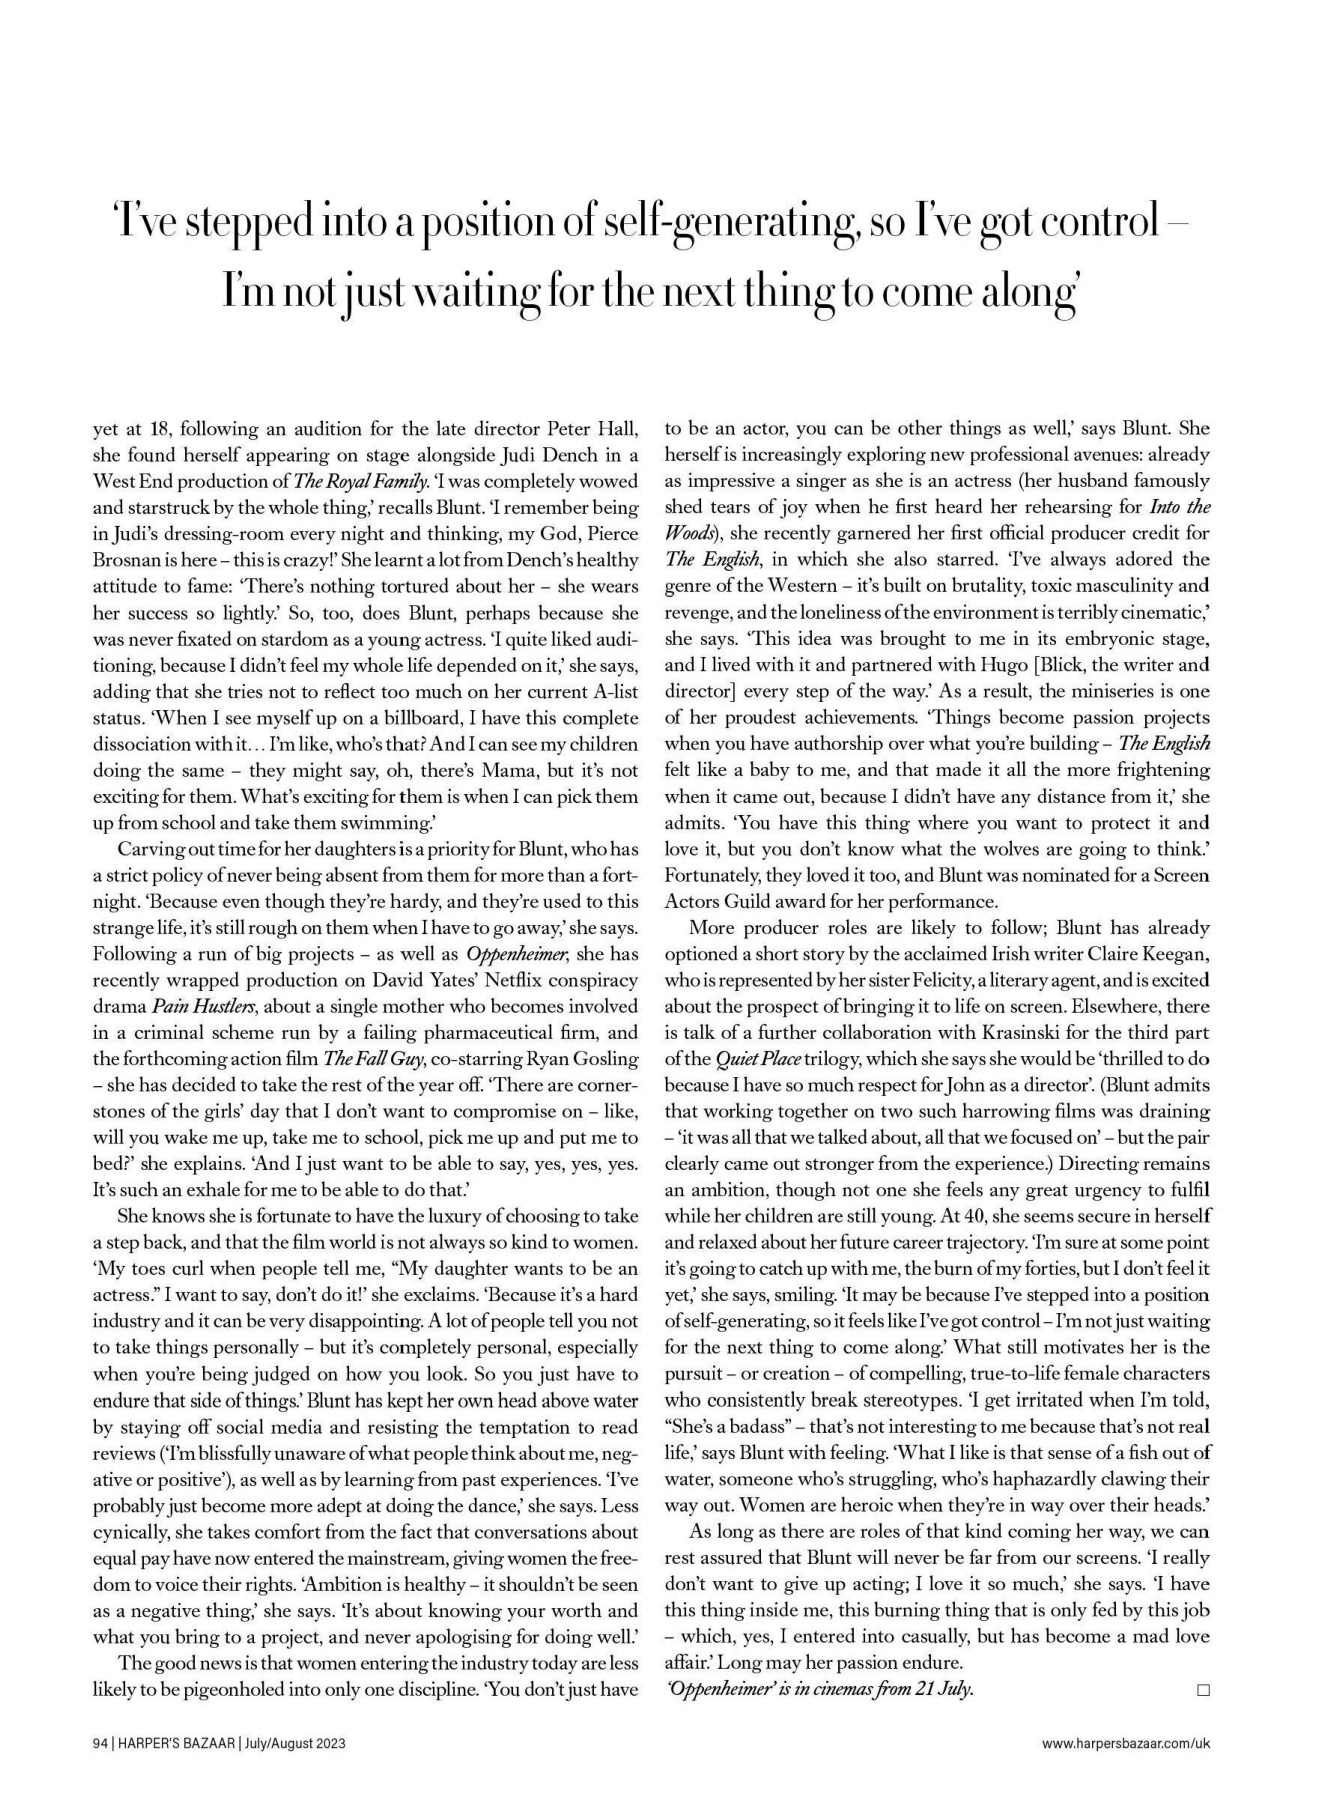 ‘I’ve stepped into a position of self-generating, so I’ve got control –
I’m not just waiting for the next thing to come along’
yet at 18, following an audition for the late director Peter Hall,
she found herself appearing on stage alongside Judi Dench in a
West End production of The Royal Family. ‘I was completely wowed
and starstruck by the whole thing,’ recalls Blunt. ‘I remember being
in Judi’s dressing-room every night and thinking, my God, Pierce
Brosnan is here – this is crazy!’ She learnt a lot from Dench’s healthy
attitude to fame: ‘There’s nothing tortured about her – she wears
her success so lightly.’ So, too, does Blunt, perhaps because she
was never fixated on stardom as a young actress. ‘I quite liked audi-
tioning, because I didn’t feel my whole life depended on it,’ she says,
adding that she tries not to reflect too much on her current A-list
status. ‘When I see myself up on a billboard, I have this complete
dissociation with it… I’m like, who’s that? And I can see my children
doing the same – they might say, oh, there’s Mama, but it’s not
exciting for them. What’s exciting for them is when I can pick them
up from school and take them swimming.’
Carving out time for her daughters is a priority for Blunt, who has
a strict policy of never being absent from them for more than a fort-
night. ‘Because even though they’re hardy, and they’re used to this
strange life, it’s still rough on them when I have to go away,’ she says.
Following a run of big projects – as well as Oppenheimer, she has
recently wrapped production on David Yates’ Netflix conspiracy
drama Pain Hustlers, about a single mother who becomes involved
in a criminal scheme run by a failing pharmaceutical firm, and
the forthcoming action film The Fall Guy, co-starring Ryan Gosling
– she has decided to take the rest of the year off. ‘There are corner-
stones of the girls’ day that I don’t want to compromise on – like,
will you wake me up, take me to school, pick me up and put me to
bed?’ she explains. ‘And I just want to be able to say, yes, yes, yes.
It’s such an exhale for me to be able to do that.’
She knows she is fortunate to have the luxury of choosing to take
a step back, and that the film world is not always so kind to women.
‘My toes curl when people tell me, “My daughter wants to be an
actress.” I want to say, don’t do it!’ she exclaims. ‘Because it’s a hard
industry and it can be very disappointing. A lot of people tell you not
to take things personally – but it’s completely personal, especially
when you’re being judged on how you look. So you just have to
endure that side of things.’ Blunt has kept her own head above water
by staying off social media and resisting the temptation to read
reviews (‘I’m blissfully unaware of what people think about me, neg-
ative or positive’), as well as by learning from past experiences. ‘I’ve
probably just become more adept at doing the dance,’ she says. Less
cynically, she takes comfort from the fact that conversations about
equal pay have now entered the mainstream, giving women the free-
dom to voice their rights. ‘Ambition is healthy – it shouldn’t be seen
as a negative thing,’ she says. ‘It’s about knowing your worth and
what you bring to a project, and never apologising for doing well.’
The good news is that women entering the industry today are less
likely to be pigeonholed into only one discipline. ‘You don’t just have
to be an actor, you can be other things as well,’ says Blunt. She
herself is increasingly exploring new professional avenues: already
as impressive a singer as she is an actress (her husband famously
shed tears of joy when he first heard her rehearsing for Into the
Woods), she recently garnered her first official producer credit for
The English, in which she also starred. ‘I’ve always adored the
genre of the Western – it’s built on brutality, toxic masculinity and
revenge, and the loneliness of the environment is terribly cinematic,’
she says. ‘This idea was brought to me in its embryonic stage,
and I lived with it and partnered with Hugo [Blick, the writer and
director] every step of the way.’ As a result, the miniseries is one
of her proudest achievements. ‘Things become passion projects
when you have authorship over what you’re building – The English
felt like a baby to me, and that made it all the more frightening
when it came out, because I didn’t have any distance from it,’ she
admits. ‘You have this thing where you want to protect it and
love it, but you don’t know what the wolves are going to think.’
Fortunately, they loved it too, and Blunt was nominated for a Screen
Actors Guild award for her performance.
More producer roles are likely to follow; Blunt has already
optioned a short story by the acclaimed Irish writer Claire Keegan,
who is represented by her sister Felicity, a literary agent, and is excited
about the prospect of bringing it to life on screen. Elsewhere, there
is talk of a further collaboration with Krasinski for the third part
of the Quiet Place trilogy, which she says she would be ‘thrilled to do
because I have so much respect for John as a director’. (Blunt admits
that working together on two such harrowing films was draining
– ‘it was all that we talked about, all that we focused on’ – but the pair
clearly came out stronger from the experience.) Directing remains
an ambition, though not one she feels any great urgency to fulfil
while her children are still young. At 40, she seems secure in herself
and relaxed about her future career trajectory. ‘I’m sure at some point
it’s going to catch up with me, the burn of my forties, but I don’t feel it
yet,’ she says, smiling. ‘It may be because I’ve stepped into a position
of self-generating, so it feels like I’ve got control – I’m not just waiting
for the next thing to come along.’ What still motivates her is the
pursuit – or creation – of compelling, true-to-life female characters
who consistently break stereotypes. ‘I get irritated when I’m told,
“She’s a badass” – that’s not interesting to me because that’s not real
life,’ says Blunt with feeling. ‘What I like is that sense of a fish out of
water, someone who’s struggling, who’s haphazardly clawing their
way out. Women are heroic when they’re in way over their heads.’
As long as there are roles of that kind coming her way, we can
rest assured that Blunt will never be far from our screens. ‘I really
don’t want to give up acting; I love it so much,’ she says. ‘I have
this thing inside me, this burning thing that is only fed by this job
– which, yes, I entered into casually, but has become a mad love
affair.’ Long may her passion endure.
‘Oppenheimer’ is in cinemas from 21 July. □
94 | HARPER’S BAZAAR | July/August 2023
www.harpersbazaar.com/uk